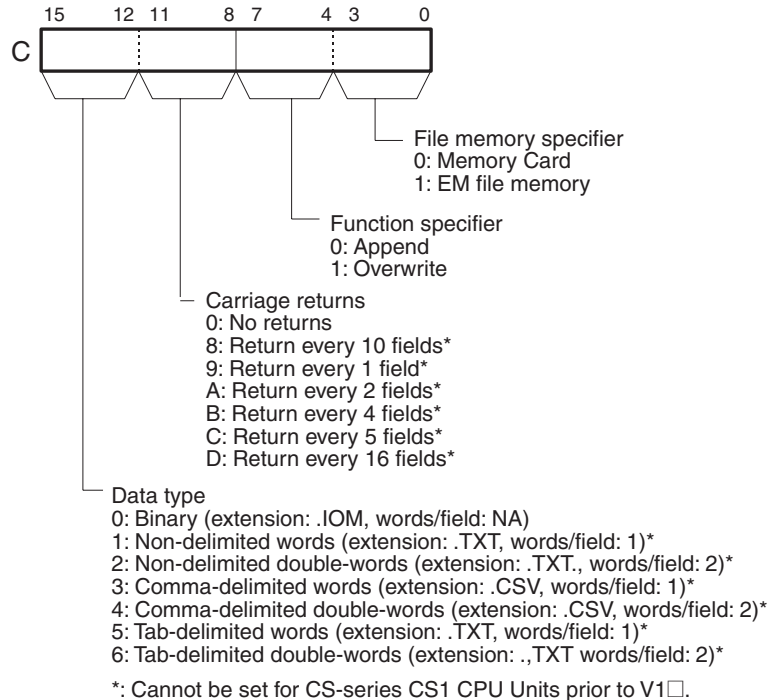 15 12 11 8 7 4 3 0
C
File memory specifier
0: Memory Card
1: EM file memory
Function specifier
0: Append
1: Overwrite
Carriage returns
0: No returns
8: Return every 10 fields*
9: Return every 1 field*
A: Return every 2 fields*
B: Return every 4 fields*
C: Return every 5 fields*
D: Return every 16 fields*
Data type
0: Binary (extension: .IOM, words/field: NA)
1: Non-delimited words (extension: .TXT, words/field: 1)*
2: Non-delimited double-words (extension: .TXT., words/field: 2)*
3: Comma-delimited words (extension: .CSV, words/field: 1)*
4: Comma-delimited double-words (extension: .CSV, words/field: 2)*
5: Tab-delimited words (extension: .TXT, words/field: 1)*
6: Tab-delimited double-words (extension: .,TXT words/field: 2)*
*: Cannot be set for CS-series CS1 CPU Units prior to V1□.